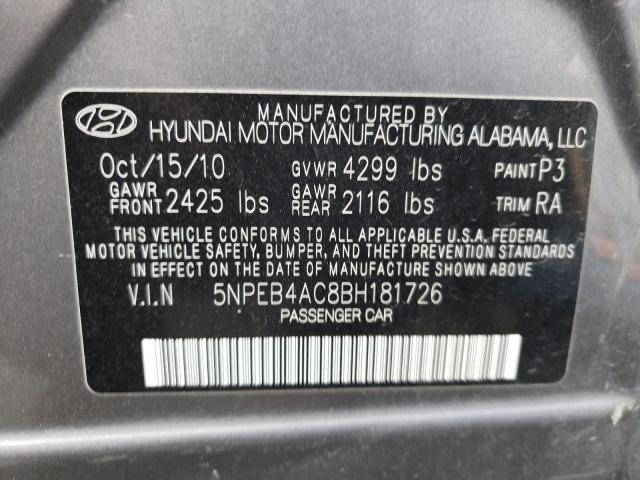 MANUFACTURED BY
HYUNDAI MOTOR MANUFACTURING ALABAMA, LLC
Oct/15/10 GVWR 4299 lbs PAINT P3
GAWR FRONT 2425 lbs GAWR REAR 2116 lbs TRIM RA
THIS VEHICLE CONFORMS TO ALL APPLICABLE U.S.A. FEDERAL
MOTOR VEHICLE SAFETY, BUMPER, AND THEFT PREVENTION STANDARDS
IN EFFECT ON THE DATE OF MANUFACTURE SHOWN ABOVE
V.I.N 5NPEB4AC8BH181726
PASSENGER CAR